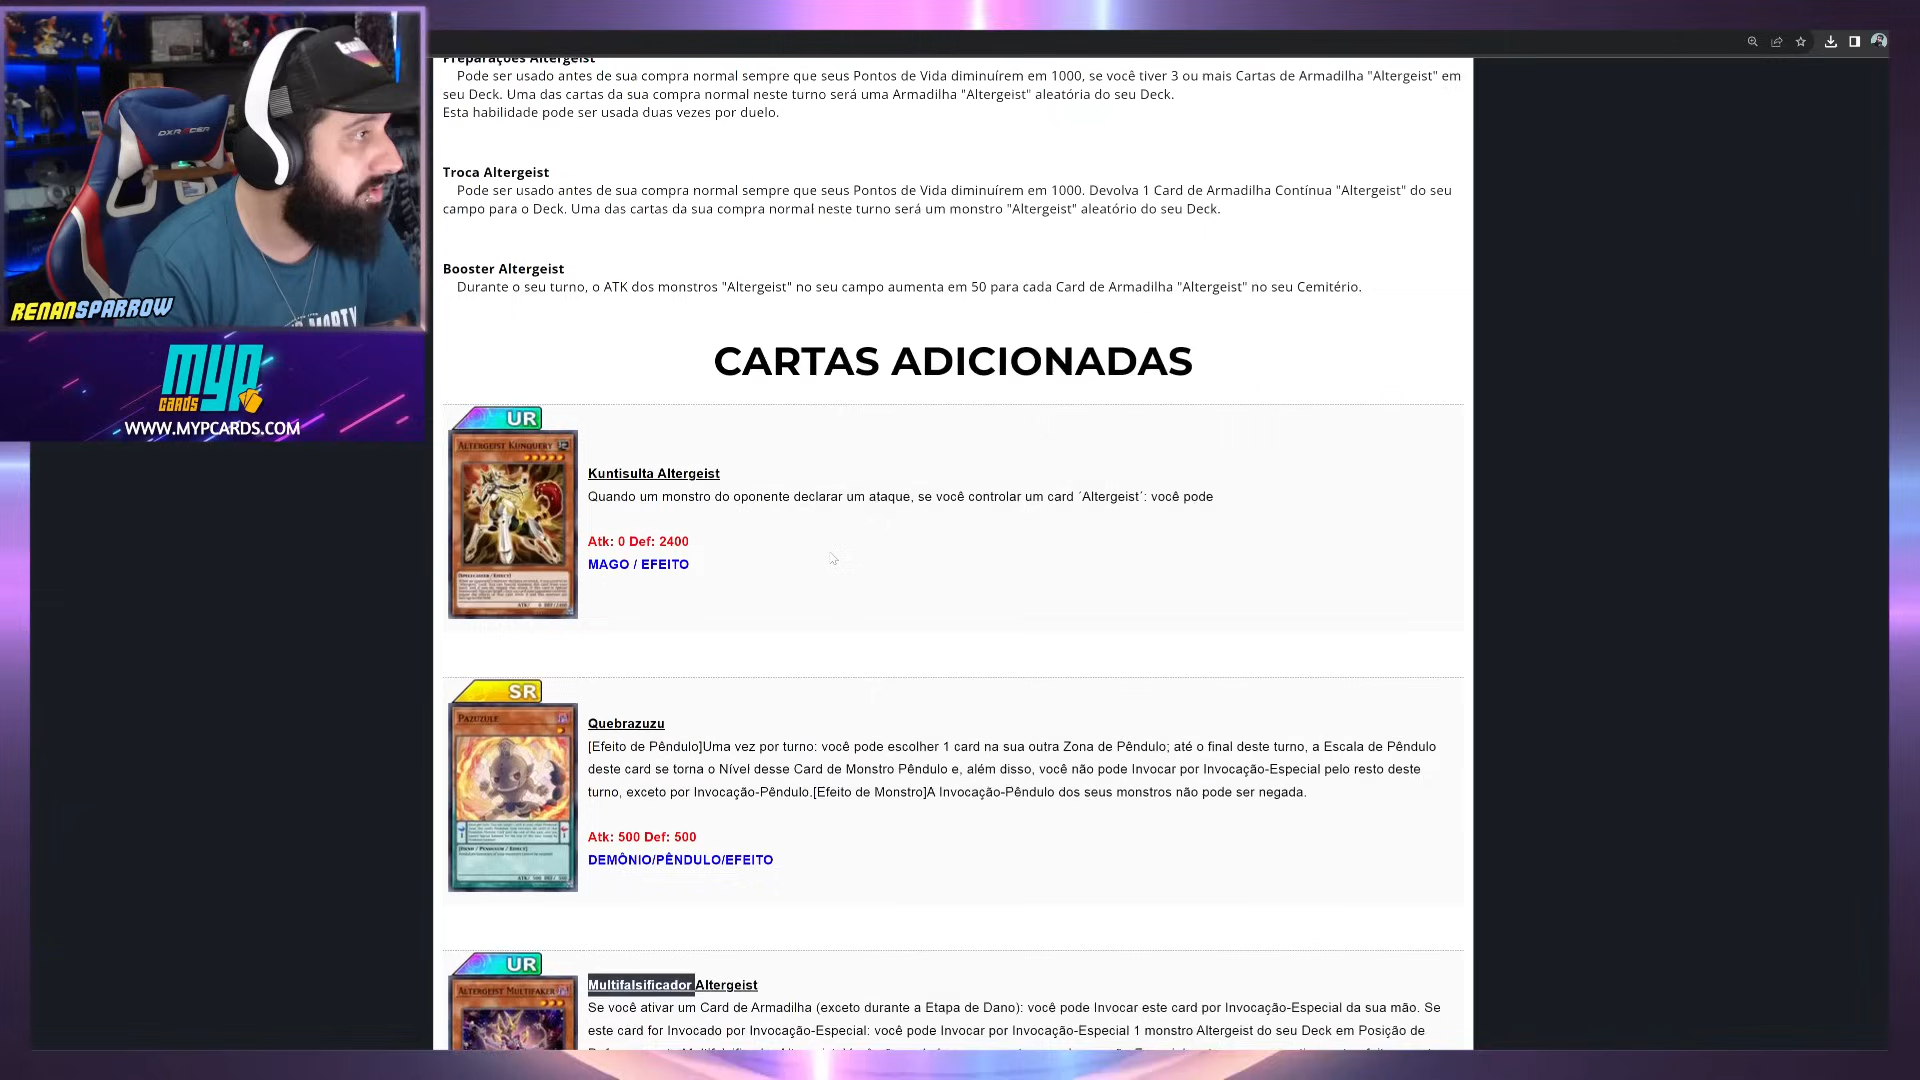 Preparações Altergeist
Pode ser usado antes de sua compra normal sempre que seus Pontos de Vida diminuírem em 1000, se você tiver 3 ou mais Cartas de Armadilha "Altergeist" em
seu Deck. Uma das cartas da sua compra normal neste turno será uma Armadilha "Altergeist" aleatória do seu Deck.
Esta habilidade pode ser usada duas vezes por duelo.
Troca Altergeist
Pode ser usado antes de sua compra normal sempre que seus Pontos de Vida diminuírem em 1000. Devolva 1 Card de Armadilha Contínua "Altergeist" do seu
campo para o Deck. Uma das cartas da sua compra normal neste turno será um monstro "Altergeist" aleatório do seu Deck.
Booster Altergeist
Durante o seu turno, o ATK dos monstros "Altergeist" no seu campo aumenta em 50 para cada Card de Armadilha "Altergeist" no seu Cemitério.
DXRACER
RENANSPARROW
myp
cards
WWW.MYPCARDS.COM
CARTAS ADICIONADAS
UR
ALTERGEIST KUNQUERY
Kuntisulta Altergeist
Quando um monstro do oponente declarar um ataque, se você controlar um card ´Altergeist´: você pode
Atk: 0 Def: 2400
MAGO / EFEITO
SR
PAZUZULE
Quebrazuzu
[Efeito de Pêndulo]Uma vez por turno: você pode escolher 1 card na sua outra Zona de Pêndulo; até o final deste turno, a Escala de Pêndulo
deste card se torna o Nível desse Card de Monstro Pêndulo e, além disso, você não pode Invocar por Invocação-Especial pelo resto deste
turno, exceto por Invocação-Pêndulo.[Efeito de Monstro]A Invocação-Pêndulo dos seus monstros não pode ser negada.
Atk: 500 Def: 500
DEMÔNIO/PÊNDULO/EFEITO
UR
ALTERGEIST MULTIFAKER
Multifalsificador Altergeist
Se você ativar um Card de Armadilha (exceto durante a Etapa de Dano): você pode Invocar este card por Invocação-Especial da sua mão. Se
este card for Invocado por Invocação-Especial: você pode Invocar por Invocação-Especial 1 monstro Altergeist do seu Deck em Posição de